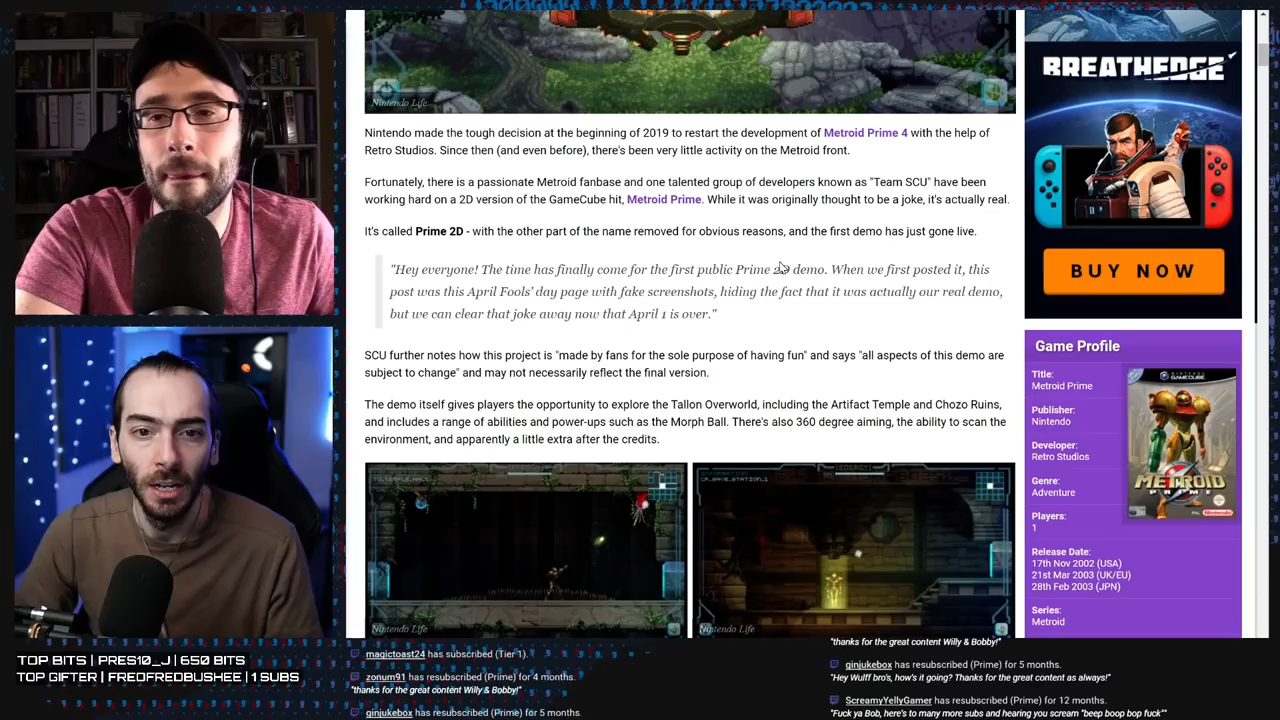 Nintendo Life
Nintendo made the tough decision at the beginning of 2019 to restart the development of Metroid Prime 4 with the help of
Retro Studios. Since then (and even before), there's been very little activity on the Metroid front.
Fortunately, there is a passionate Metroid fanbase and one talented group of developers known as "Team SCU" have been
working hard on a 2D version of the GameCube hit, Metroid Prime. While it was originally thought to be a joke, it's actually real.
It's called Prime 2D - with the other part of the name removed for obvious reasons, and the first demo has just gone live.
"Hey everyone! The time has finally come for the first public Prime 2D demo. When we first posted it, this
post was this April Fools' day page with fake screenshots, hiding the fact that it was actually our real demo,
but we can clear that joke away now that April 1 is over."
SCU further notes how this project is "made by fans for the sole purpose of having fun" and says "all aspects of this demo are
subject to change" and may not necessarily reflect the final version.
The demo itself gives players the opportunity to explore the Tallon Overworld, including the Artifact Temple and Chozo Ruins,
and includes a range of abilities and power-ups such as the Morph Ball. There's also 360 degree aiming, the ability to scan the
environment, and apparently a little extra after the credits.
Nintendo Life
Nintendo Life
BREATHEDGE
BUY NOW
Game Profile
Title:
Metroid Prime
Publisher:
Nintendo
Developer:
Retro Studios
Genre:
Adventure
Players:
1
Release Date:
17th Nov 2002 (USA)
21st Mar 2003 (UK/EU)
28th Feb 2003 (JPN)
Series:
Metroid
NINTENDO GAMECUBE
METROID
PRIME
TOP BITS | PRES10_J | 650 BITS
TOP GIFTER | FREDFREDBUSHEE | 1 SUBS
magictoast24 has subscribed (Tier 1).
zonum91 has resubscribed (Prime) for 4 months.
"thanks for the great content Willy & Bobby!"
ginjukebox has resubscribed (Prime) for 5 months.
"thanks for the great content Willy & Bobby!"
ginjukebox has resubscribed (Prime) for 5 months.
"Hey Wulff bro's, how's it going? Thanks for the great content as always!"
ScreamyYellyGamer has resubscribed (Prime) for 12 months.
"Fuck ya Bob, here's to many more subs and hearing you scream "beep boop bop fuck""